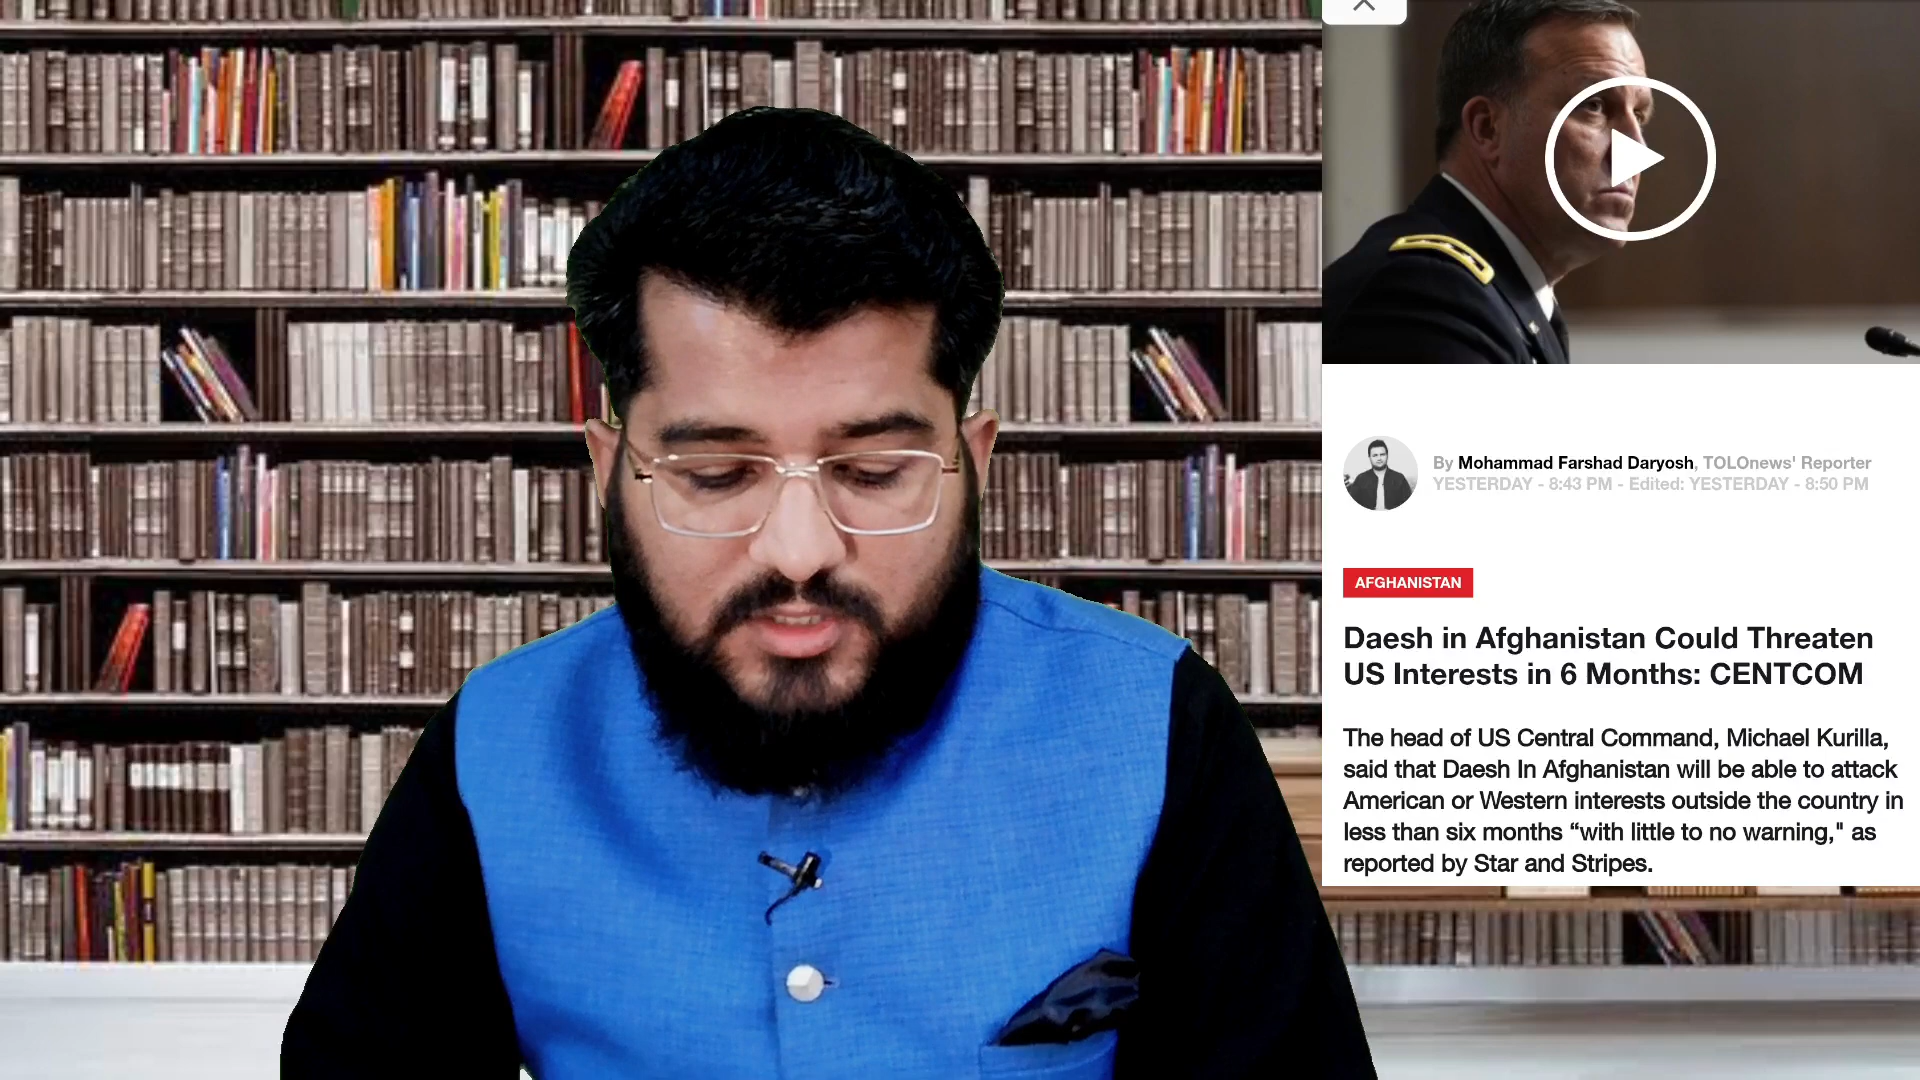 By Mohammad Farshad Daryosh, TOLOnews' Reporter
YESTERDAY - 8:43 PM - Edited: YESTERDAY - 8:50 PM
AFGHANISTAN
Daesh in Afghanistan Could Threaten
US Interests in 6 Months: CENTCOM
The head of US Central Command, Michael Kurilla,
said that Daesh In Afghanistan will be able to attack
American or Western interests outside the country in
less than six months “with little to no warning," as
reported by Star and Stripes.